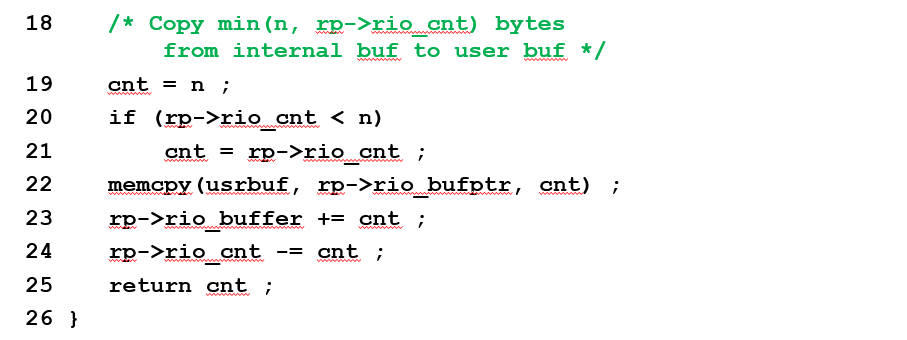 18    /* Copy min(n, rp->rio_cnt) bytes
          from internal buf to user buf */
19    cnt = n ;
20    if (rp->rio_cnt < n)
21        cnt = rp->rio_cnt ;
22    memcpy(usrbuf, rp->rio_bufptr, cnt) ;
23    rp->rio_buffer += cnt ;
24    rp->rio_cnt -= cnt ;
25    return cnt ;
26 }